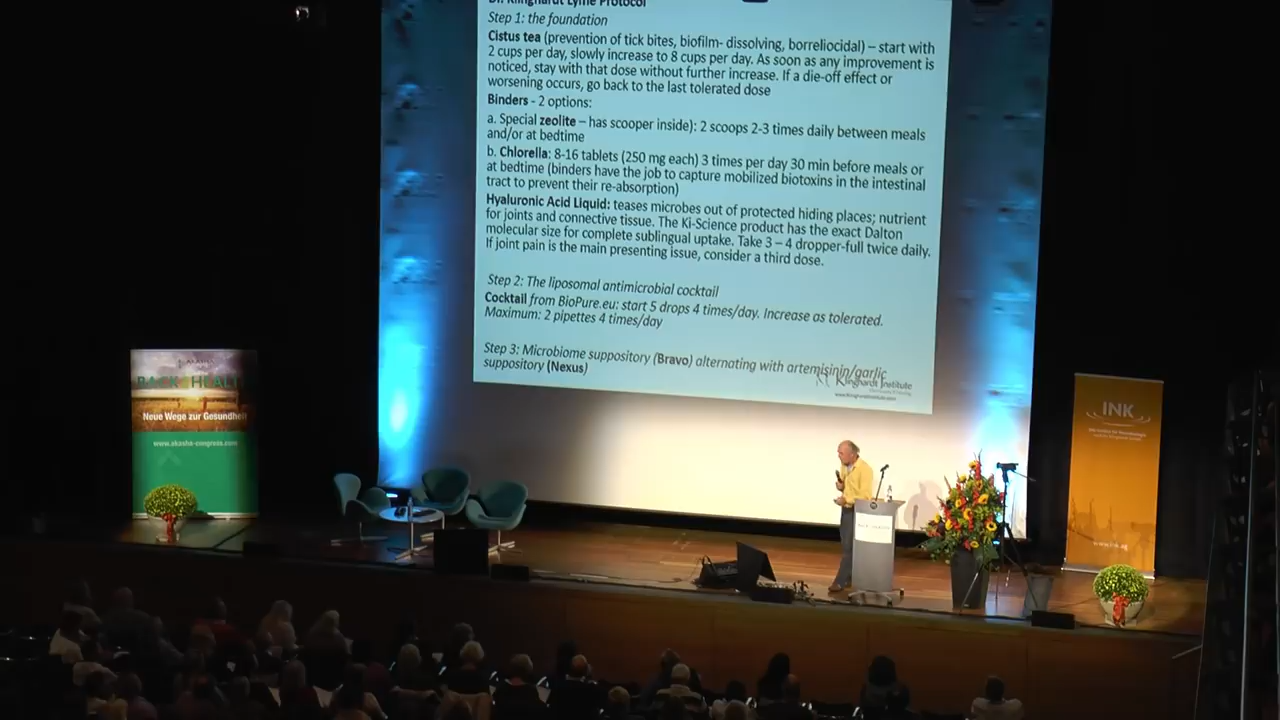 Dr. Klinghardt Lyme Protocol
Step 1: the foundation
Cistus tea (prevention of tick bites, biofilm- dissolving, borreliocidal) – start with
2 cups per day, slowly increase to 8 cups per day. As soon as any improvement is
noticed, stay with that dose without further increase. If a die-off effect or
worsening occurs, go back to the last tolerated dose
Binders - 2 options:
a. Special zeolite – has scooper inside): 2 scoops 2-3 times daily between meals
and/or at bedtime
b. Chlorella: 8-16 tablets (250 mg each) 3 times per day 30 min before meals or
at bedtime (binders have the job to capture mobilized biotoxins in the intestinal
tract to prevent their re-absorption)
Hyaluronic Acid Liquid: teases microbes out of protected hiding places; nutrient
for joints and connective tissue. The Ki-Science product has the exact Dalton
molecular size for complete sublingual uptake. Take 3 – 4 dropper-full twice daily.
If joint pain is the main presenting issue, consider a third dose.
Step 2: The liposomal antimicrobial cocktail
Cocktail from BioPure.eu: start 5 drops 4 times/day. Increase as tolerated.
Maximum: 2 pipettes 4 times/day
Step 3: Microbiome suppository (Bravo) alternating with artemisinin/garlic
suppository (Nexus)
Klinghardt Institute
www.klinghardtinstitute.com
Neue Wege zur Gesundheit
www.akasha-congress.com
INK
www.ink.ag